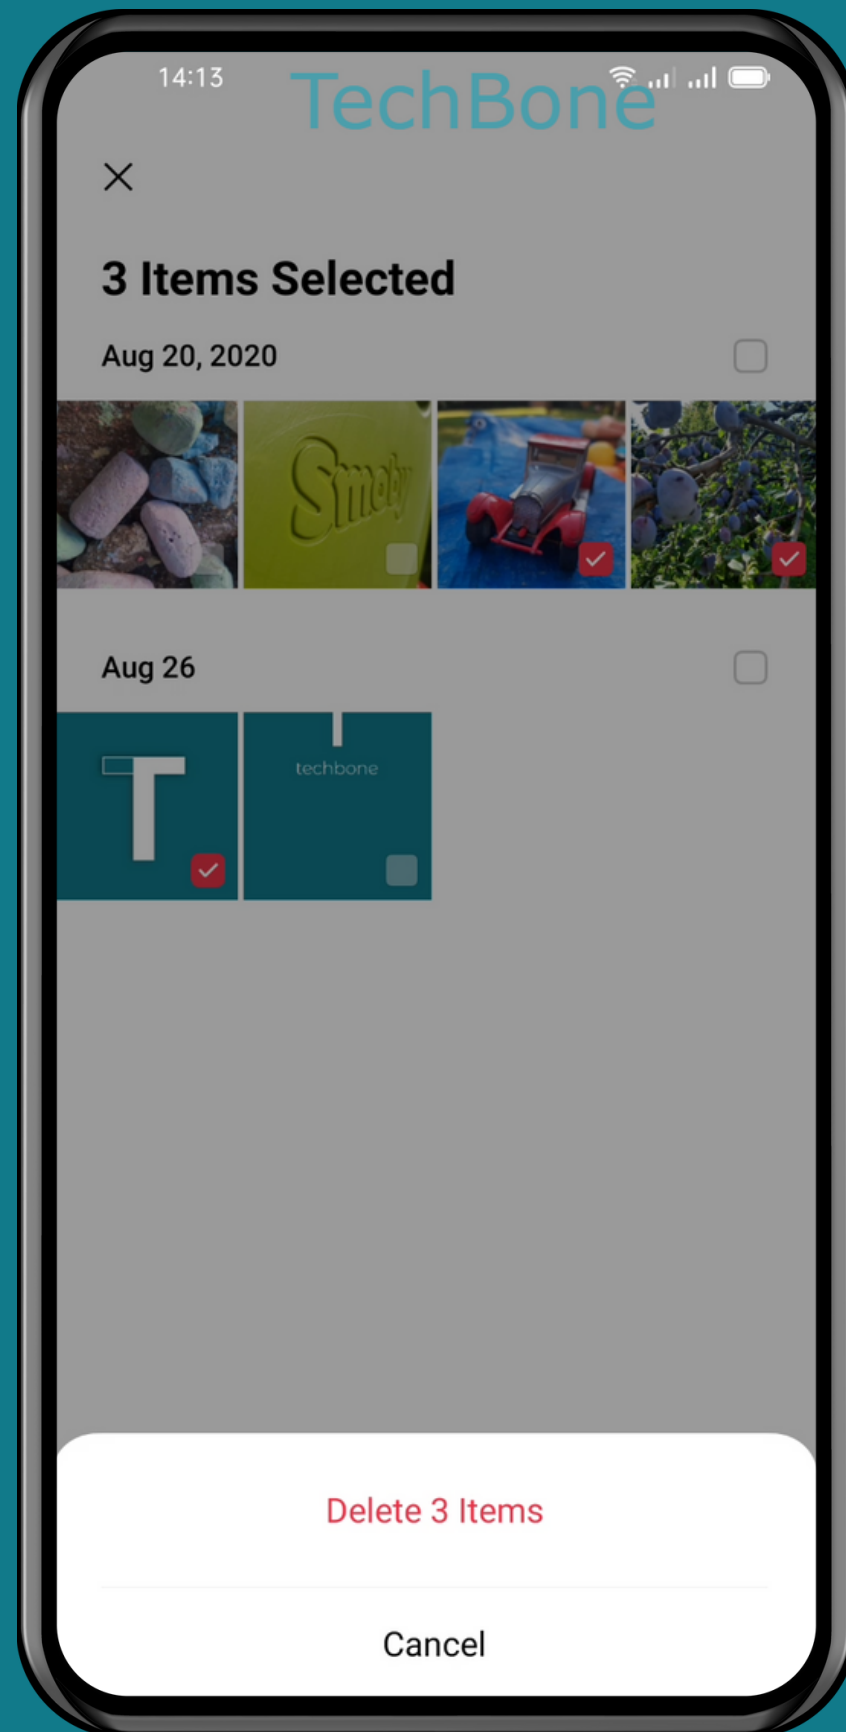 14:13
TechBone
3 Items Selected
Aug 20, 2020
Smoby
Aug 26
T
techbone
Delete 3 Items
Cancel